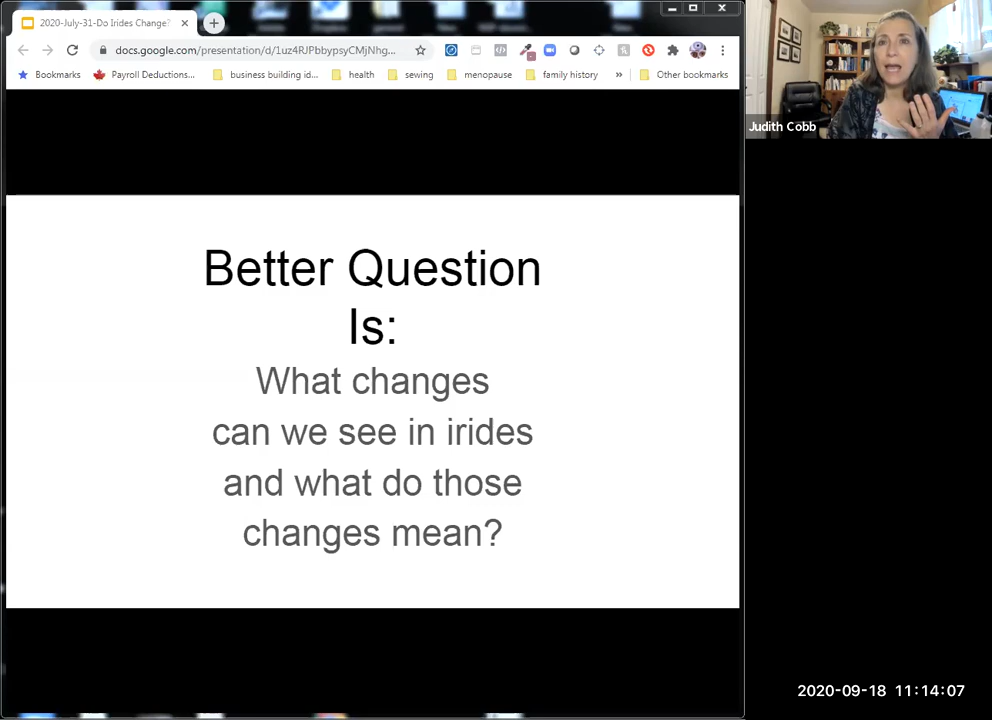 2020-July-31-Do Irides Change?
docs.google.com/presentation/d/1uz4RJPbbypsyCMjNhg...
Bookmarks
Payroll Deductions...
business building id...
health
sewing
menopause
family history
»
Other bookmarks
Judith Cobb
Better Question
Is:
What changes
can we see in irides
and what do those
changes mean?
2020-09-18 11:14:07